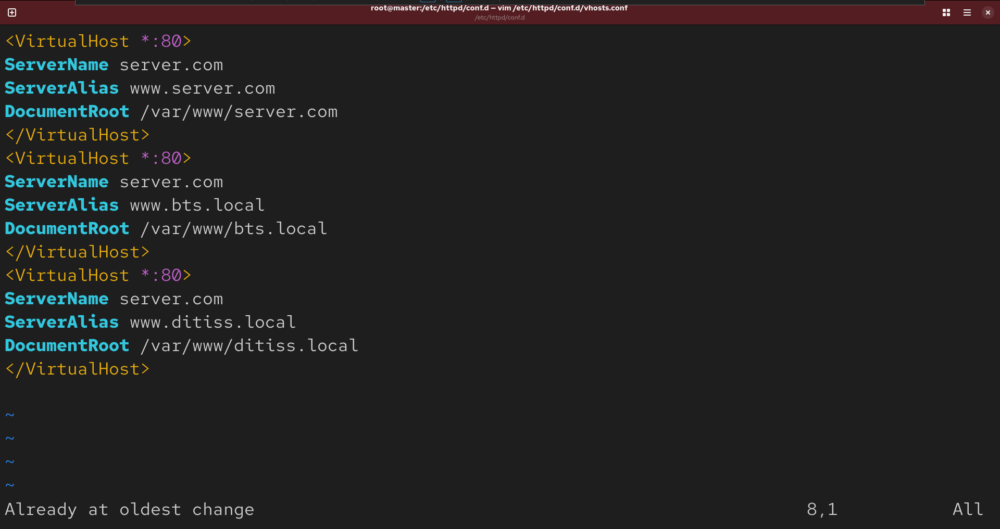 root@master:/etc/httpd/conf.d — vim /etc/httpd/conf.d/vhosts.conf
/etc/httpd/conf.d
<VirtualHost *:80>
ServerName server.com
ServerAlias www.server.com
DocumentRoot /var/www/server.com
</VirtualHost>
<VirtualHost *:80>
ServerName server.com
ServerAlias www.bts.local
DocumentRoot /var/www/bts.local
</VirtualHost>
<VirtualHost *:80>
ServerName server.com
ServerAlias www.ditiss.local
DocumentRoot /var/www/ditiss.local
</VirtualHost>
~
~
~
~
Already at oldest change 8,1 All